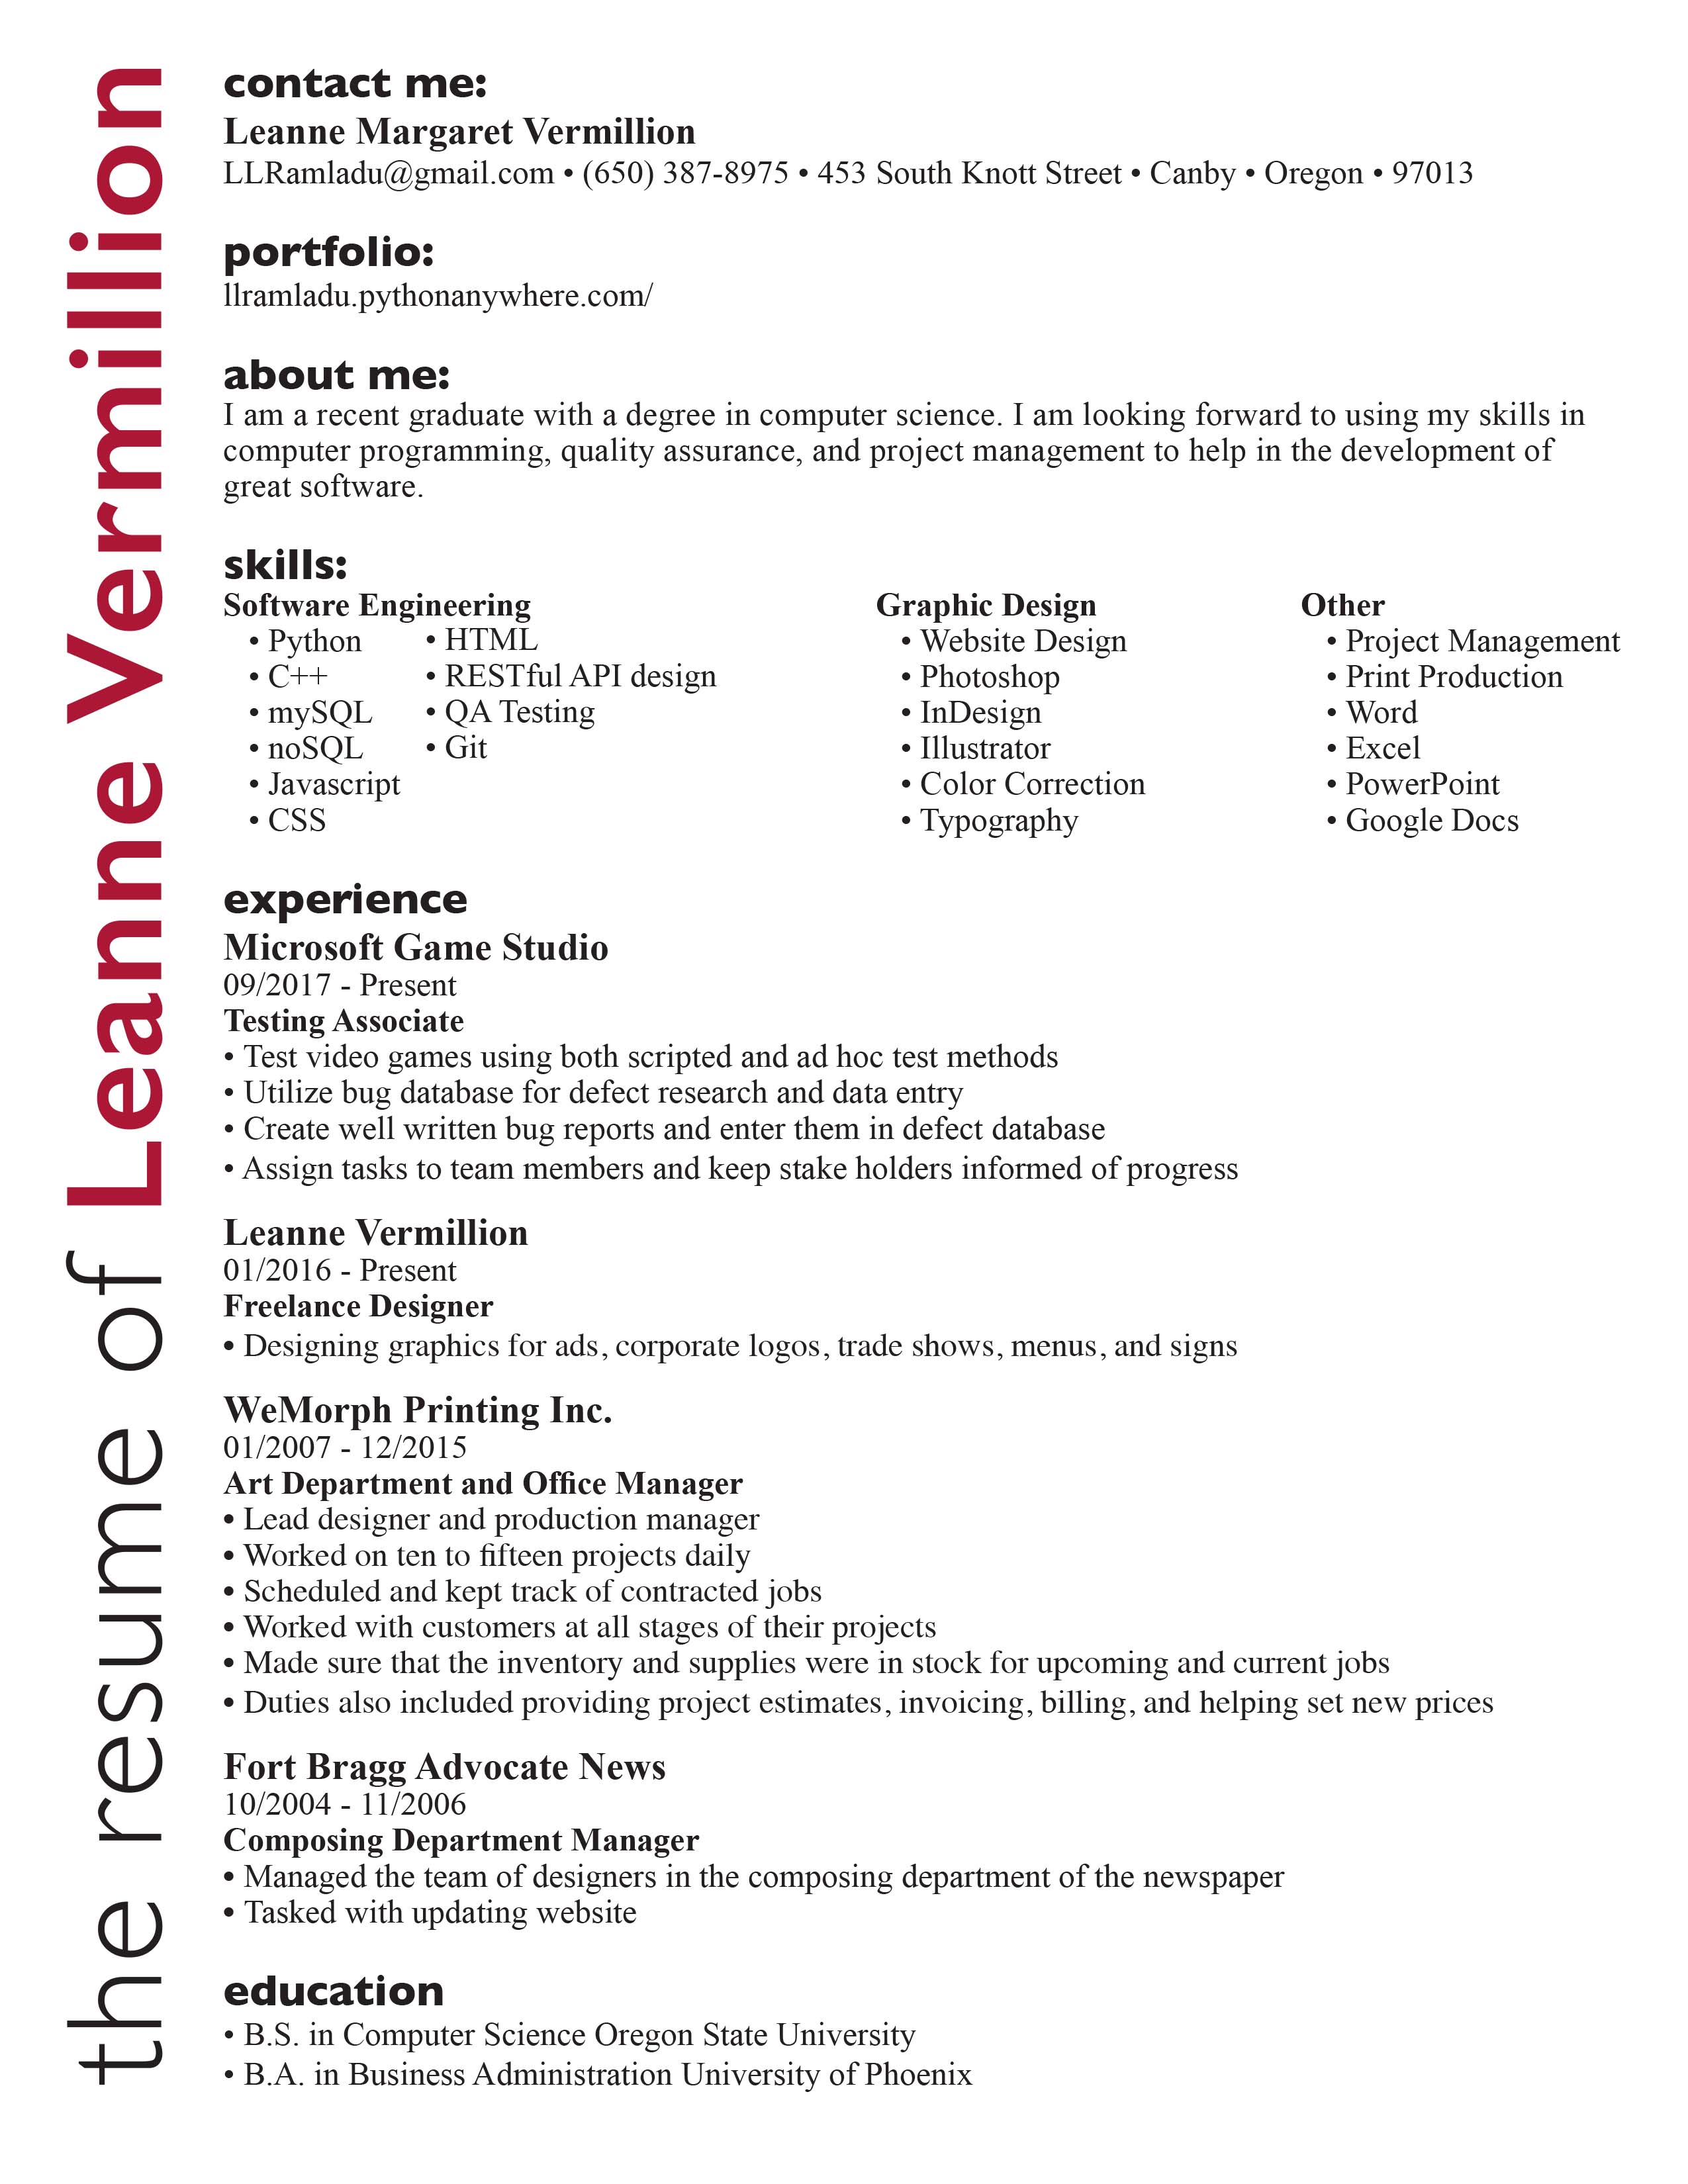 the resume of Leanne Vermillion
contact me:
Leanne Margaret Vermillion
LLRamladu@gmail.com • (650) 387-8975 • 453 South Knott Street • Canby • Oregon • 97013
portfolio:
llramladu.pythonanywhere.com/
about me:
I am a recent graduate with a degree in computer science. I am looking forward to using my skills in
computer programming, quality assurance, and project management to help in the development of
great software.
skills:
Software Engineering
• Python
• C++
• mySQL
• noSQL
• Javascript
• CSS
• HTML
• RESTful API design
• QA Testing
• Git
Graphic Design
• Website Design
• Photoshop
• InDesign
• Illustrator
• Color Correction
• Typography
Other
• Project Management
• Print Production
• Word
• Excel
• PowerPoint
• Google Docs
experience
Microsoft Game Studio
09/2017 - Present
Testing Associate
• Test video games using both scripted and ad hoc test methods
• Utilize bug database for defect research and data entry
• Create well written bug reports and enter them in defect database
• Assign tasks to team members and keep stake holders informed of progress
Leanne Vermillion
01/2016 - Present
Freelance Designer
• Designing graphics for ads, corporate logos, trade shows, menus, and signs
WeMorph Printing Inc.
01/2007 - 12/2015
Art Department and Office Manager
• Lead designer and production manager
• Worked on ten to fifteen projects daily
• Scheduled and kept track of contracted jobs
• Worked with customers at all stages of their projects
• Made sure that the inventory and supplies were in stock for upcoming and current jobs
• Duties also included providing project estimates, invoicing, billing, and helping set new prices
Fort Bragg Advocate News
10/2004 - 11/2006
Composing Department Manager
• Managed the team of designers in the composing department of the newspaper
• Tasked with updating website
education
• B.S. in Computer Science Oregon State University
• B.A. in Business Administration University of Phoenix